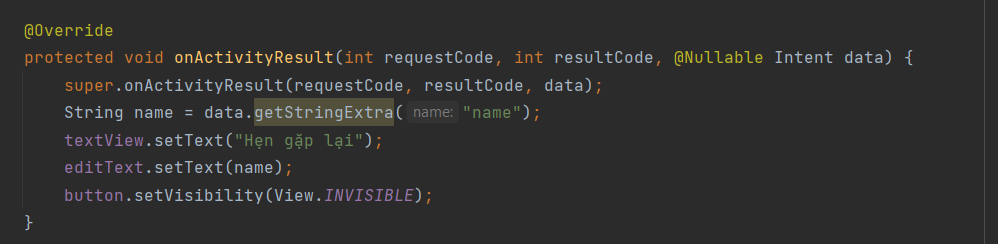 @Override
protected void onActivityResult(int requestCode, int resultCode, @Nullable Intent data) {
super.onActivityResult(requestCode, resultCode, data);
String name = data.getStringExtra( name: "name");
textView.setText("Hẹn gặp lại");
editText.setText(name);
button.setVisibility(View.INVISIBLE);
}